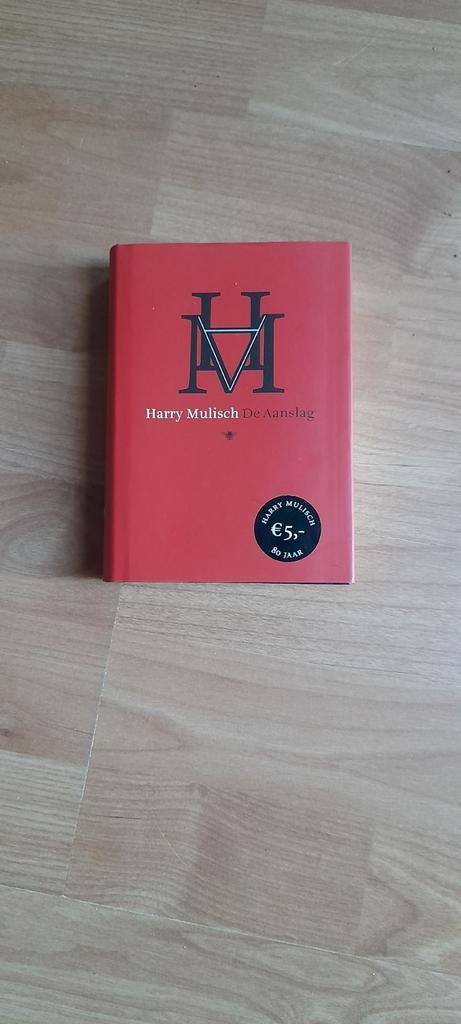 HM
Harry Mulisch De Aanslag
HARRY MULISCH
€5,-
80 JAAR